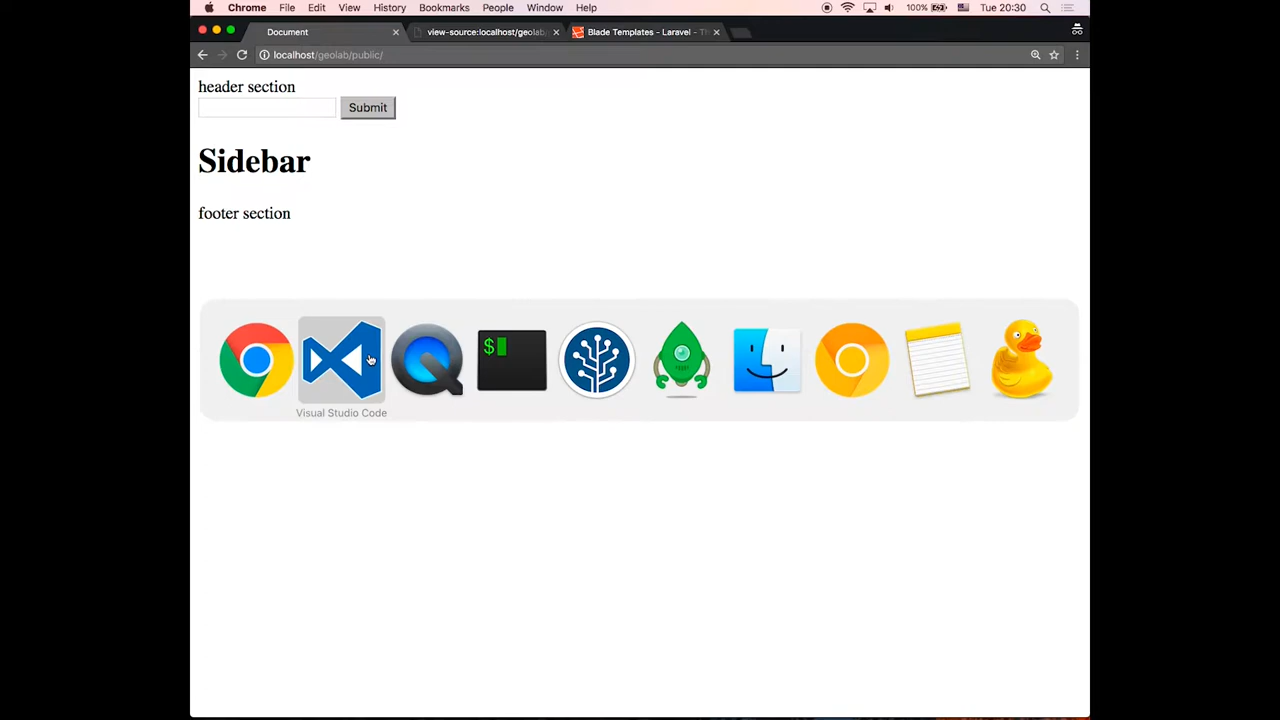 Chrome File Edit View History Bookmarks People Window Help 100% Tue 20:30
Document view-source:localhost/geolab Blade Templates - Laravel - Th
localhost/geolab/public/
header section
Submit
Sidebar
footer section
$
Visual Studio Code